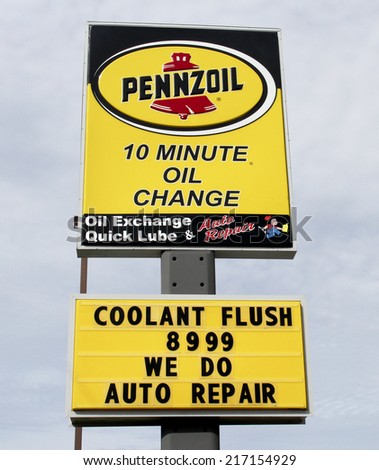 PENNZOIL
10 MINUTE
OIL
CHANGE
Oil Exchange
Quick Lube & Auto Repair
COOLANT FLUSH
8999
WE DO
AUTO REPAIR
shutterstock
www.shutterstock.com · 217154929